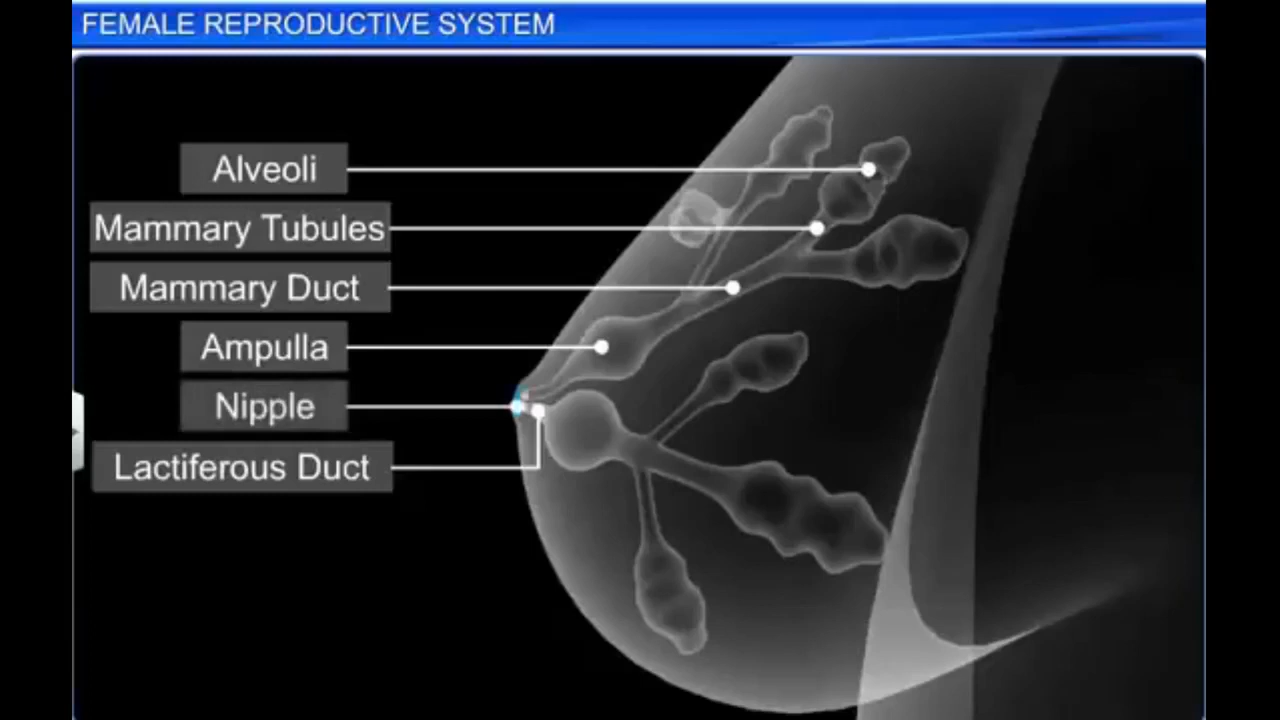 FEMALE REPRODUCTIVE SYSTEM
Alveoli
Mammary Tubules
Mammary Duct
Ampulla
Nipple
Lactiferous Duct